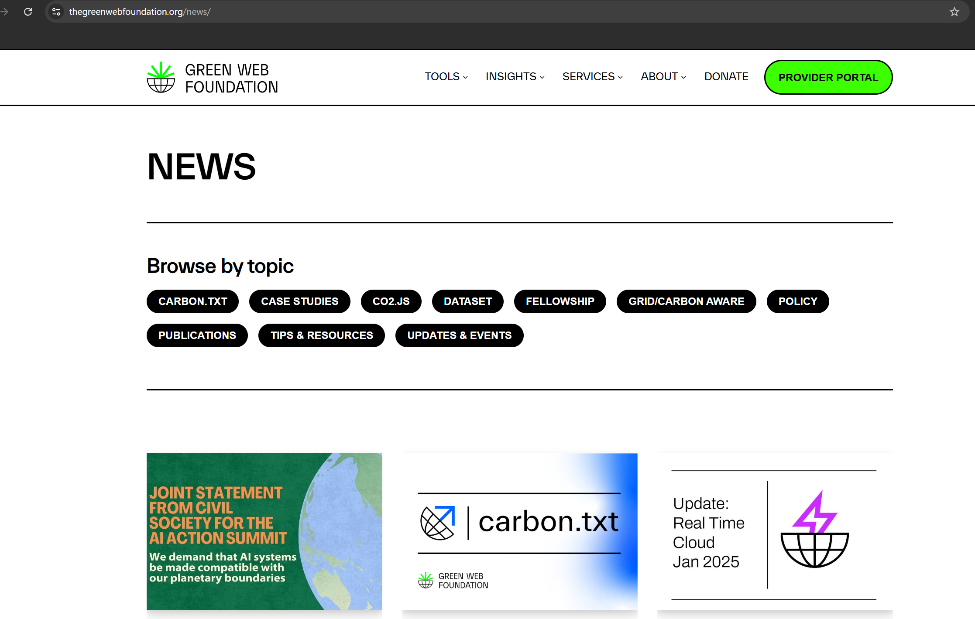 thegreenwebfoundation.org/news/
GREEN WEB
FOUNDATION
TOOLS
INSIGHTS
SERVICES
ABOUT
DONATE
PROVIDER PORTAL
NEWS
Browse by topic
CARBON.TXT
CASE STUDIES
CO2.JS
DATASET
FELLOWSHIP
GRID/CARBON AWARE
POLICY
PUBLICATIONS
TIPS & RESOURCES
UPDATES & EVENTS
JOINT STATEMENT
FROM CIVIL
SOCIETY FOR THE
AI ACTION SUMMIT
We demand that AI systems
be made compatible with
our planetary boundaries
carbon.txt
GREEN WEB
FOUNDATION
Update:
Real Time
Cloud
Jan 2025